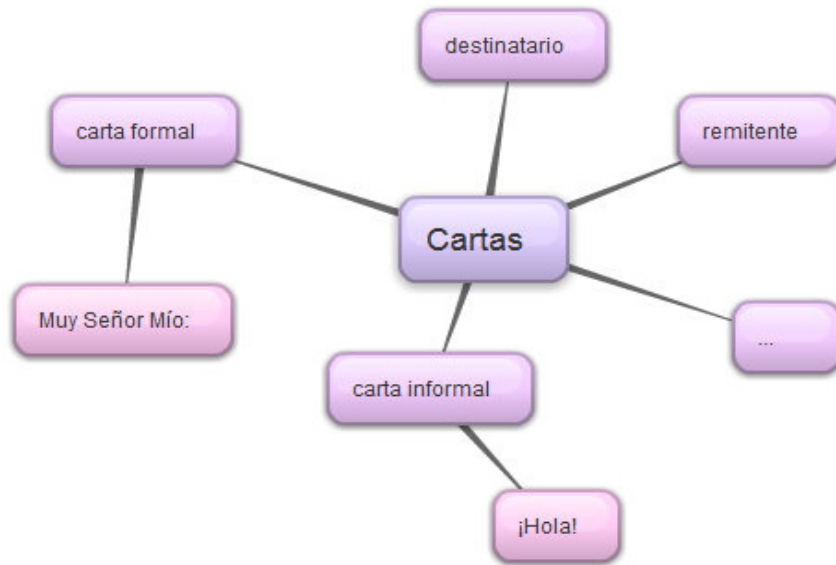 destinatario
carta formal
remitente
Cartas
Muy Señor Mío:
...
carta informal
¡Hola!